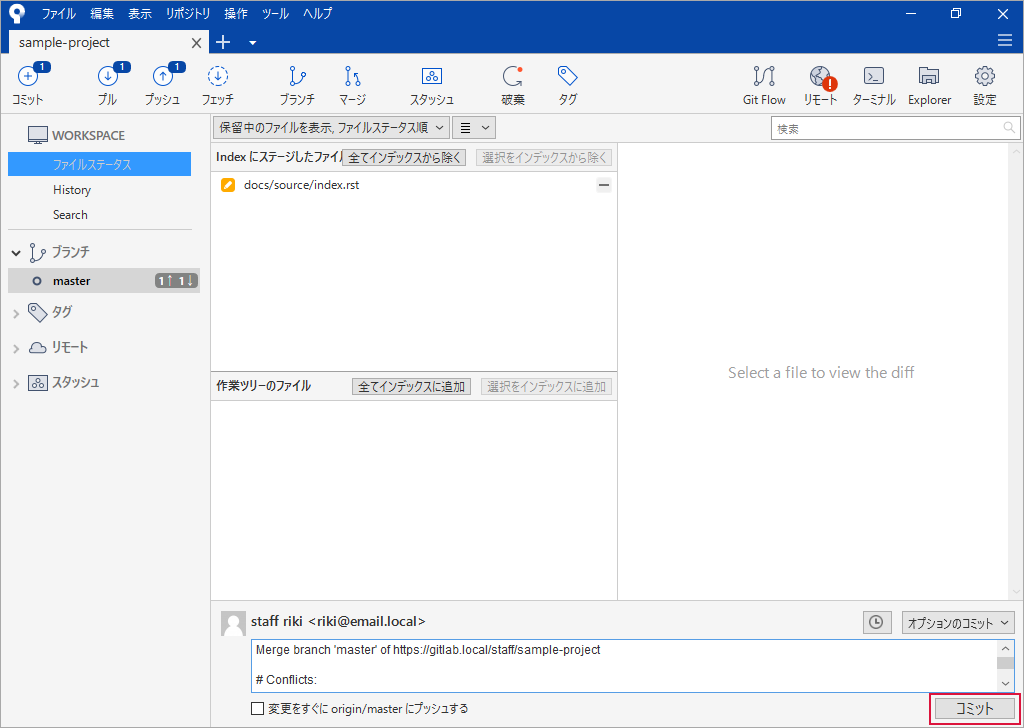 ファイル 編集 表示 リポジトリ 操作 ツール ヘルプ
sample-project
1 1 1
コミット プル プッシュ フェッチ ブランチ マージ スタッシュ 破棄 タグ Git Flow リモート ターミナル Explorer 設定
WORKSPACE
ファイルステータス
History
Search
ブランチ
master 1↑ 1↓
タグ
リモート
スタッシュ
保留中のファイルを表示, ファイルステータス順
検索
Index にステージしたファイル 全てインデックスから除く 選択をインデックスから除く
docs/source/index.rst
作業ツリーのファイル 全てインデックスに追加 選択をインデックスに追加
Select a file to view the diff
staff riki <riki@email.local>
オプションのコミット
Merge branch 'master' of https://gitlab.local/staff/sample-project
# Conflicts:
変更をすぐに origin/master にプッシュする
コミット